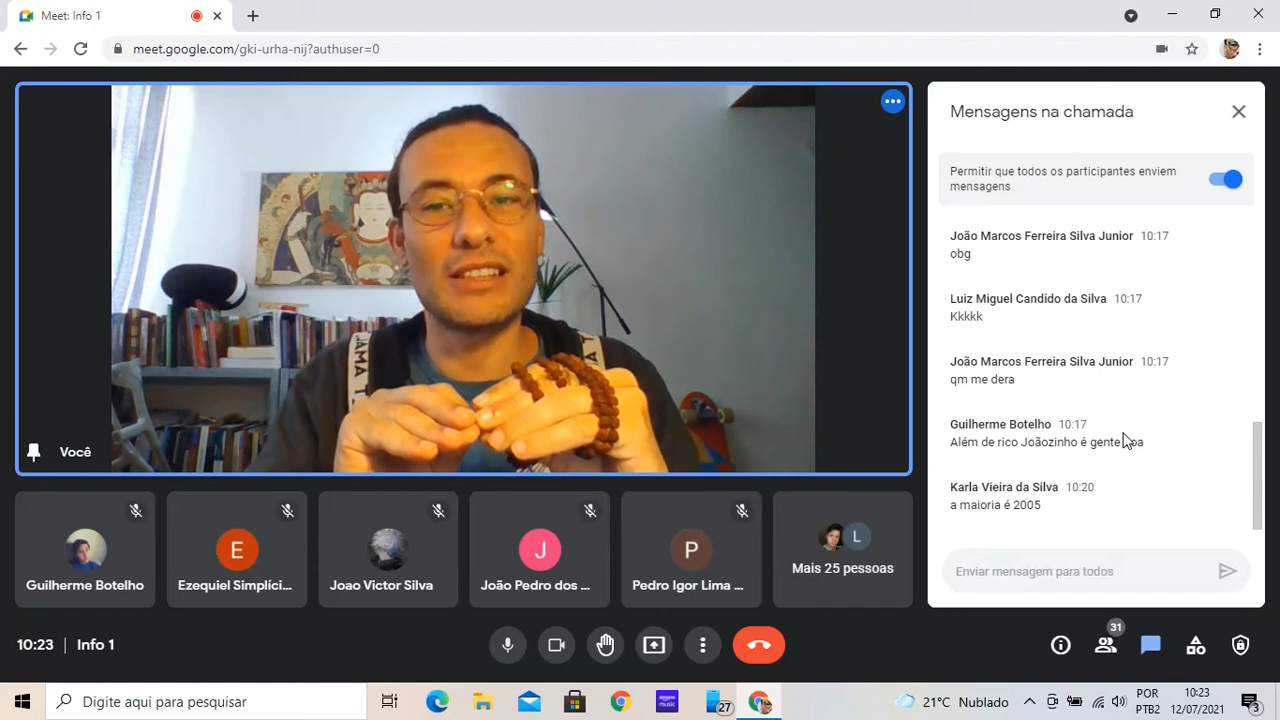 Meet: Info 1
meet.google.com/gki-urha-nij?authuser=0
Mensagens na chamada
Permitir que todos os participantes enviem
mensagens
João Marcos Ferreira Silva Junior 10:17
obg
Luiz Miguel Candido da Silva 10:17
Kkkkk
João Marcos Ferreira Silva Junior 10:17
qm me dera
Guilherme Botelho 10:17
Além de rico Joãozinho é gente
Karla Vieira da Silva 10:20
a maioria é 2005
Enviar mensagem para todos
Você
Guilherme Botelho
E
Ezequiel Simplíci...
Joao Victor Silva
J
João Pedro dos ...
P
Pedro Igor Lima ...
L
Mais 25 pessoas
10:23 | Info 1
31
Digite aqui para pesquisar
music
27
21°C Nublado
POR
PTB2
10:23
12/07/2021
3